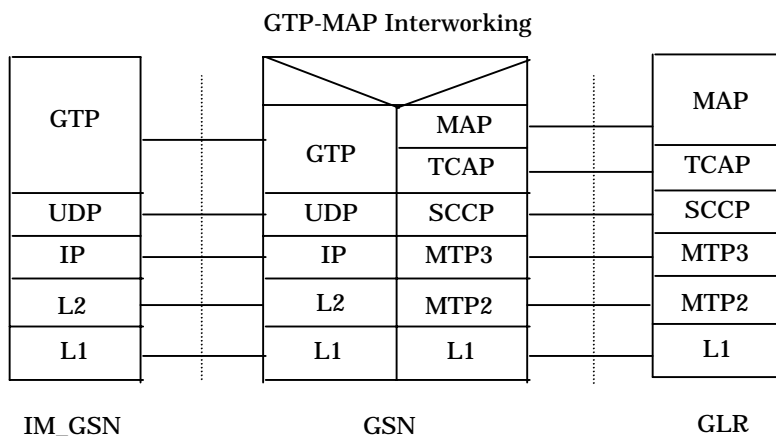 GTP-MAP Interworking
GTP
MAP
MAP
GTP
TCAP
TCAP
UDP
UDP
SCCP
SCCP
IP
IP
MTP3
MTP3
L2
L2
MTP2
MTP2
L1
L1
L1
L1
IM_GSN
GSN
GLR